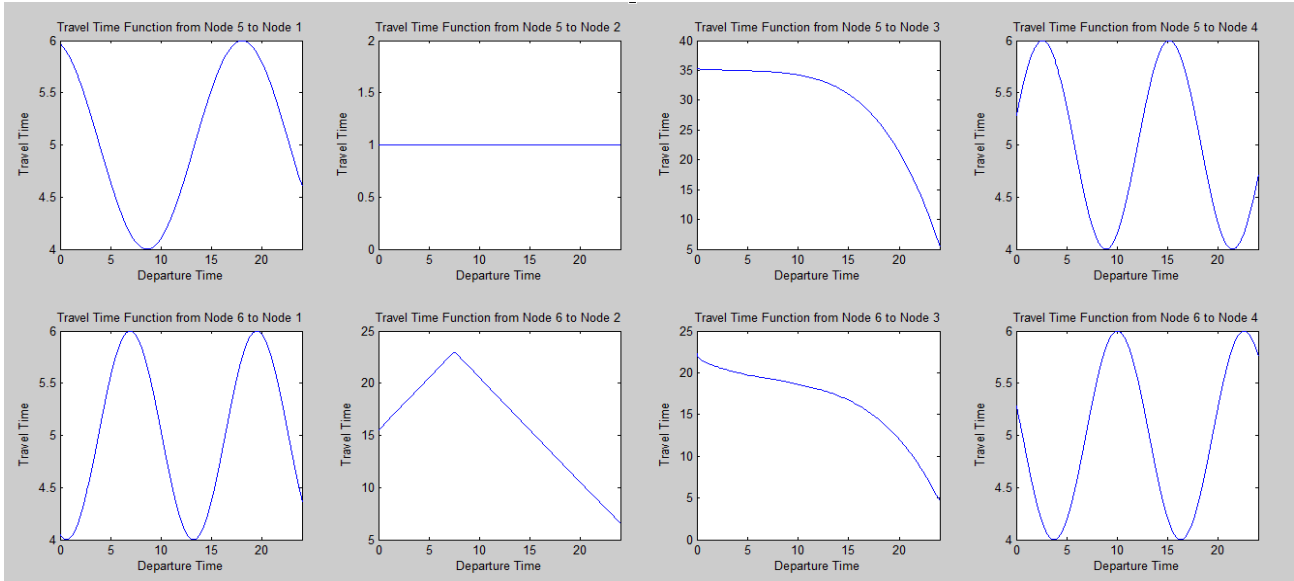 Travel Time Function from Node 5 to Node 1
Travel Time
6
5.5
5
4.5
4
0 5 10 15 20
Departure Time
Travel Time Function from Node 5 to Node 2
Travel Time
2
1.5
1
0.5
0
0 5 10 15 20
Departure Time
Travel Time Function from Node 5 to Node 3
Travel Time
40
35
30
25
20
15
10
5
0 5 10 15 20
Departure Time
Travel Time Function from Node 5 to Node 4
Travel Time
6
5.5
5
4.5
4
0 5 10 15 20
Departure Time
Travel Time Function from Node 6 to Node 1
Travel Time
6
5.5
5
4.5
4
0 5 10 15 20
Departure Time
Travel Time Function from Node 6 to Node 2
Travel Time
25
20
15
10
5
0 5 10 15 20
Departure Time
Travel Time Function from Node 6 to Node 3
Travel Time
25
20
15
10
5
0
0 5 10 15 20
Departure Time
Travel Time Function from Node 6 to Node 4
Travel Time
6
5.5
5
4.5
4
0 5 10 15 20
Departure Time